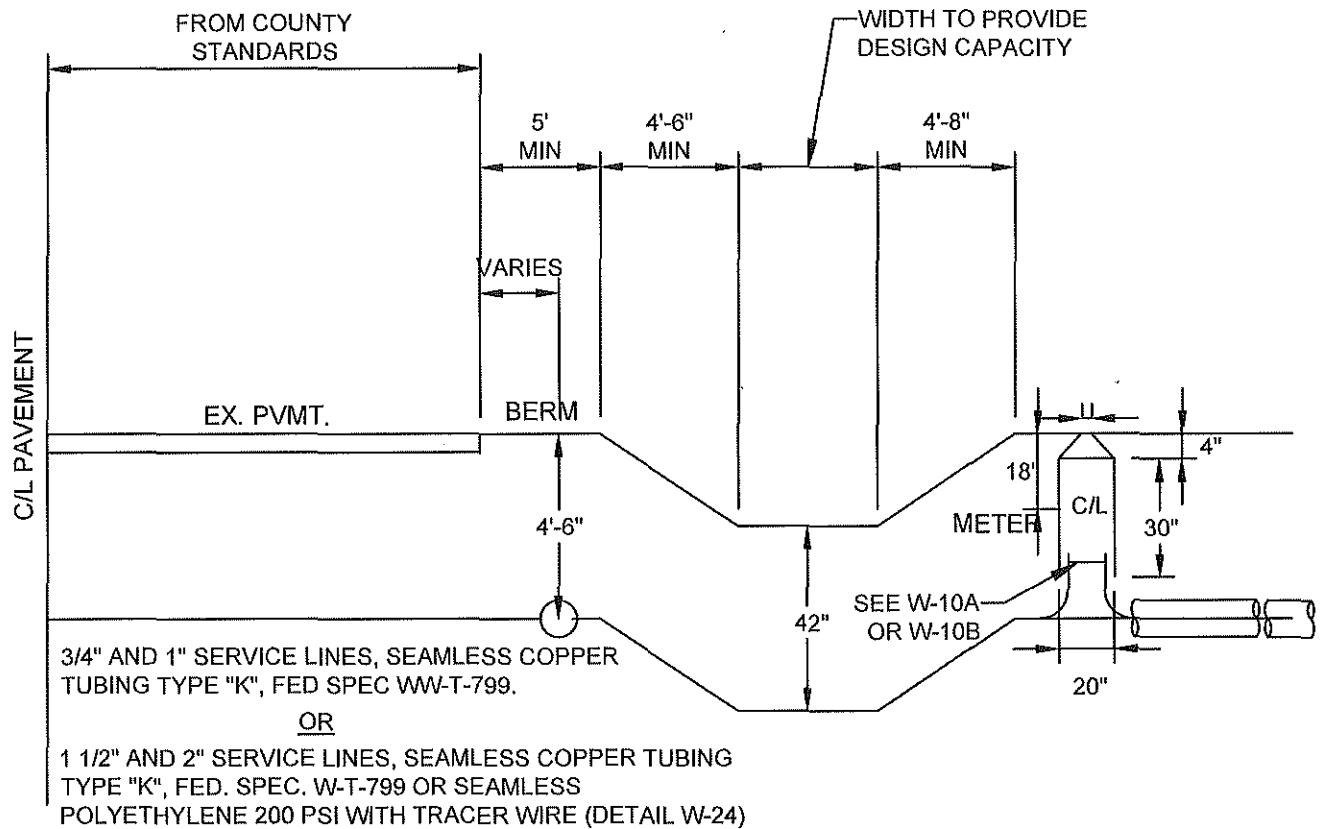 FROM COUNTY
STANDARDS
WIDTH TO PROVIDE
DESIGN CAPACITY
5'
MIN
4'-6"
MIN
4'-8"
MIN
VARIES
C/L PAVEMENT
EX. PVMT.
BERM
4'-6"
42"
18'
4"
METER
C/L
30"
SEE W-10A
OR W-10B
20"
3/4" AND 1" SERVICE LINES, SEAMLESS COPPER
TUBING TYPE "K", FED SPEC WW-T-799.
OR
1 1/2" AND 2" SERVICE LINES, SEAMLESS COPPER TUBING
TYPE "K", FED. SPEC. W-T-799 OR SEAMLESS
POLYETHYLENE 200 PSI WITH TRACER WIRE (DETAIL W-24)